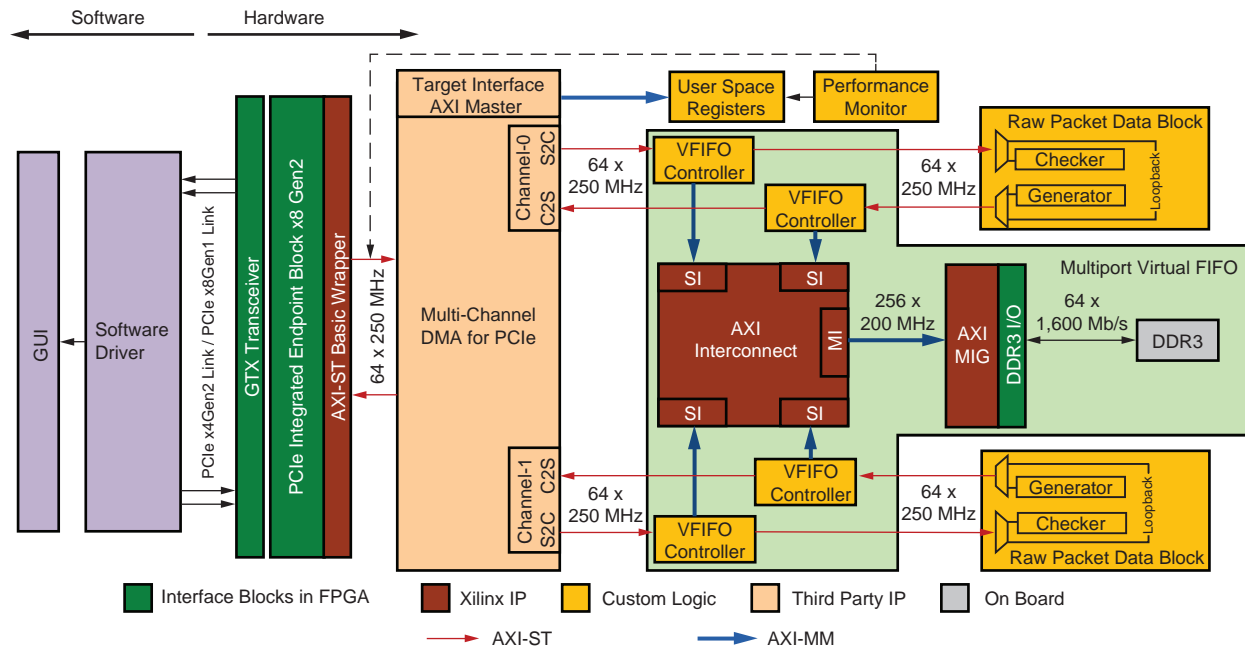 Software
Hardware
GUI
Software
Driver
PCIe x4Gen2 Link / PCIe x8Gen1 Link
GTX Transceiver
PCIe Integrated Endpoint Block x8 Gen2
AXI-ST Basic Wrapper
64 x 250 MHz
Target Interface
AXI Master
Multi-Channel
DMA for PCIe
Channel-0
S2C
C2S
Channel-1
C2S
S2C
User Space
Registers
Performance
Monitor
64 x
250 MHz
VFIFO
Controller
VFIFO
Controller
64 x
250 MHz
Raw Packet Data Block
Checker
Generator
Loopback
Multiport Virtual FIFO
SI
SI
AXI
Interconnect
MI
SI
SI
256 x
200 MHz
AXI
MIG
DDR3 I/O
64 x
1,600 Mb/s
DDR3
64 x
250 MHz
VFIFO
Controller
VFIFO
Controller
64 x
250 MHz
Generator
Checker
Loopback
Raw Packet Data Block
Interface Blocks in FPGA
Xilinx IP
Custom Logic
Third Party IP
On Board
AXI-ST
AXI-MM